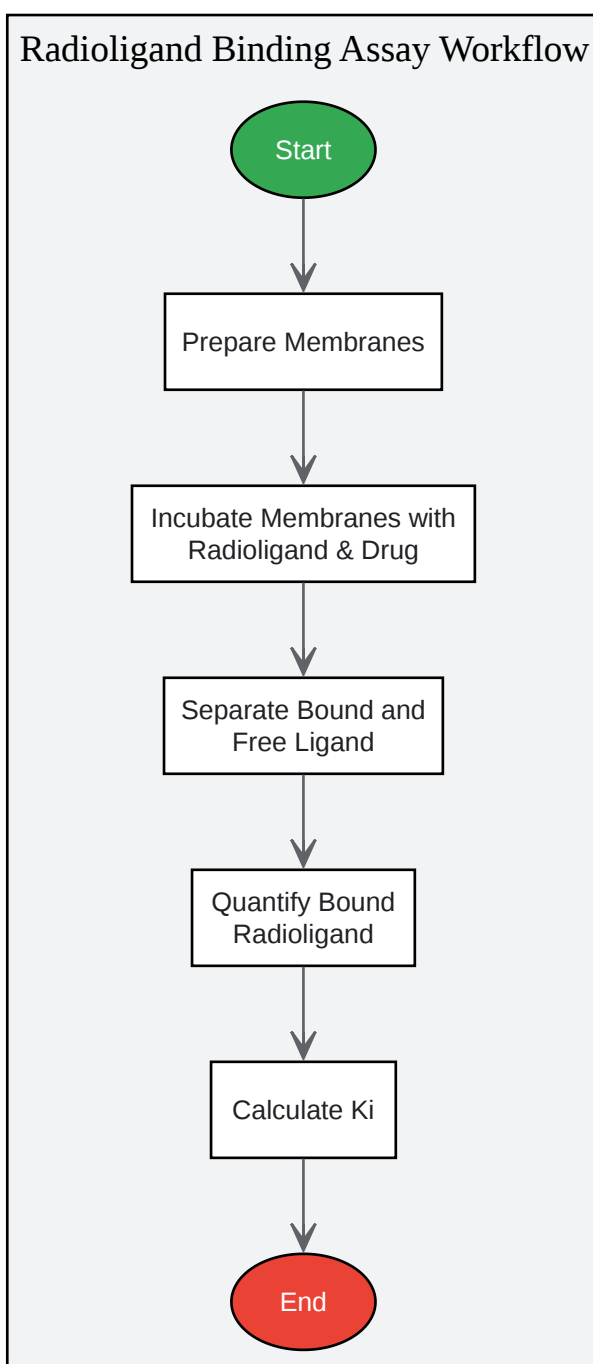 Radioligand Binding Assay Workflow
Start
Prepare Membranes
Incubate Membranes with
Radioligand & Drug
Separate Bound and
Free Ligand
Quantify Bound
Radioligand
Calculate Ki
End